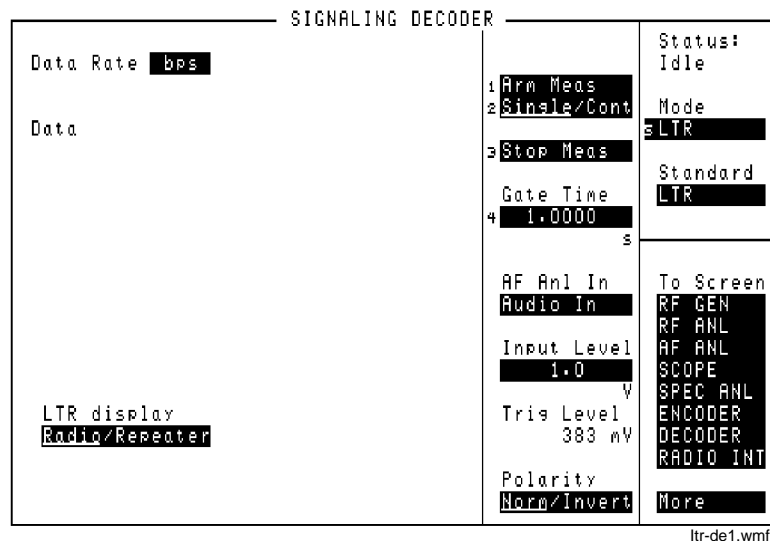 SIGNALING DECODER
Data Rate bps
Data
LTR display
Radio/Repeater
1 Arm Meas
2 Single/Cont
3 Stop Meas
Gate Time
4 1.0000
s
AF Anl In
Audio In
Input Level
1.0
V
Trig Level
383 mV
Polarity
Norm/Invert
Status:
Idle
Mode
s LTR
Standard
LTR
To Screen
RF GEN
RF ANL
AF ANL
SCOPE
SPEC ANL
ENCODER
DECODER
RADIO INT
More
ltr-de1.wmf